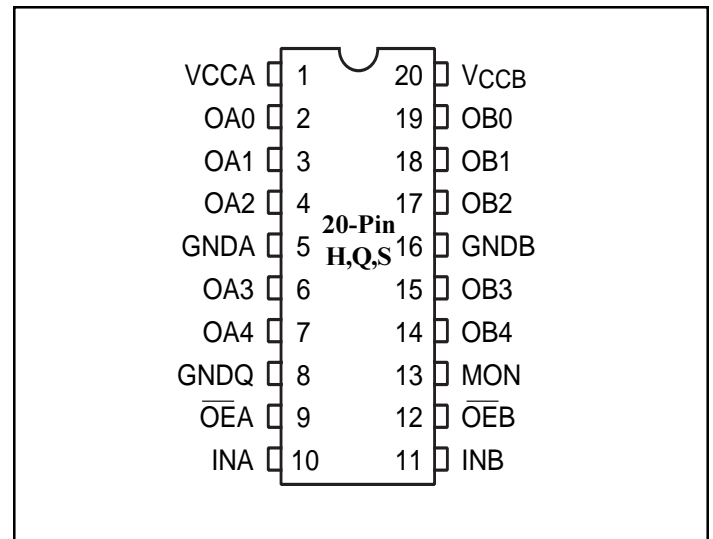 VCCA 1 20 VCCB
OA0 2 19 OB0
OA1 3 18 OB1
OA2 4 17 OB2
20-Pin
GNDA 5 H,Q,S 16 GNDB
OA3 6 15 OB3
OA4 7 14 OB4
GNDQ 8 13 MON
O̅E̅A 9 12 O̅E̅B
INA 10 11 INB